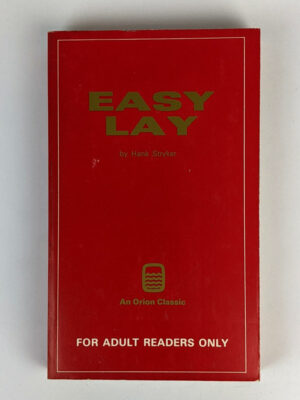 EASY
LAY
by Hank Stryker
An Orion Classic
FOR ADULT READERS ONLY